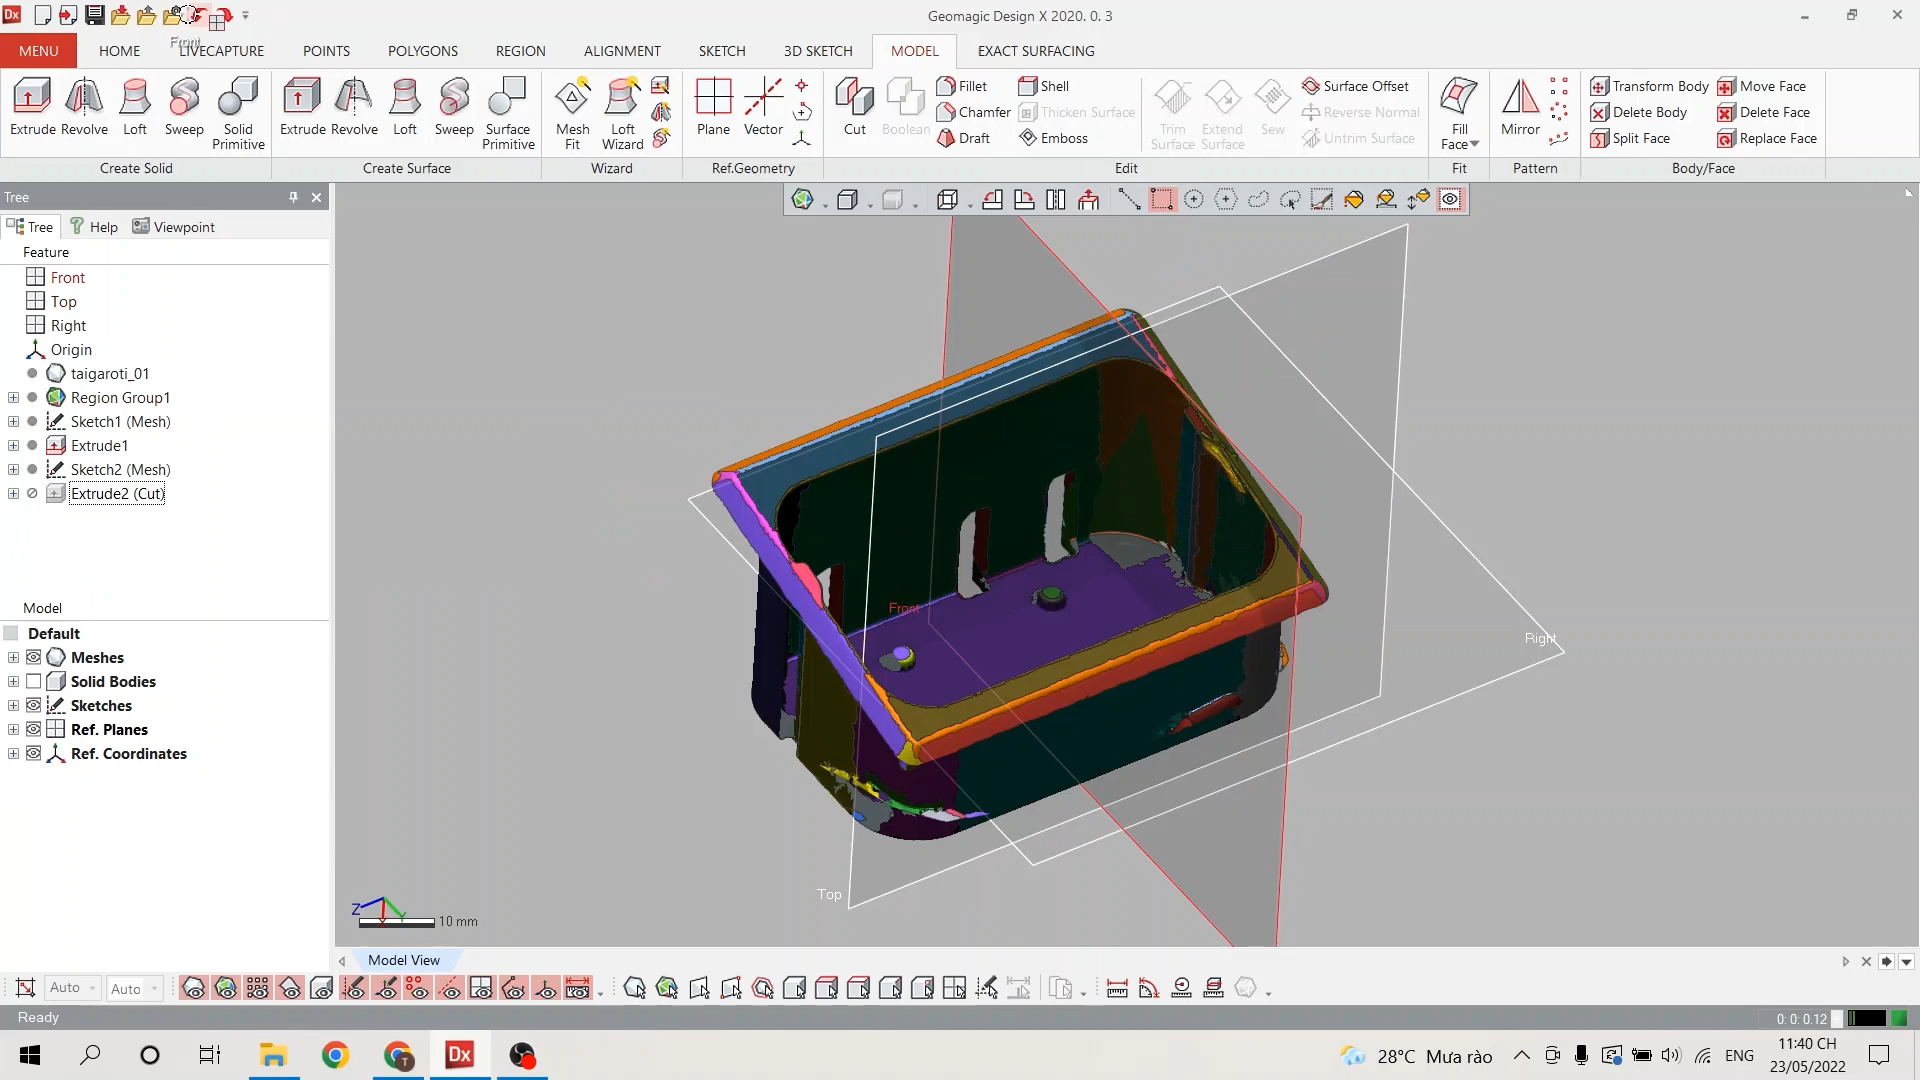 Dx
Geomagic Design X 2020. 0. 3
Front
MENU
HOME
LIVECAPTURE
POINTS
POLYGONS
REGION
ALIGNMENT
SKETCH
3D SKETCH
MODEL
EXACT SURFACING
Extrude
Revolve
Loft
Sweep
Solid
Primitive
Create Solid
Extrude
Revolve
Loft
Sweep
Surface
Primitive
Create Surface
Mesh
Fit
Loft
Wizard
Wizard
Plane
Vector
Ref.Geometry
Cut
Boolean
Fillet
Chamfer
Draft
Shell
Thicken Surface
Emboss
Trim
Surface
Extend
Surface
Sew
Surface Offset
Reverse Normal
Untrim Surface
Edit
Fill
Face
Fit
Mirror
Pattern
Transform Body
Delete Body
Split Face
Move Face
Delete Face
Replace Face
Body/Face
Tree
Tree
Help
Viewpoint
Feature
Front
Top
Right
Origin
taigaroti_01
Region Group1
Sketch1 (Mesh)
Extrude1
Sketch2 (Mesh)
Extrude2 (Cut)
Model
Default
Meshes
Solid Bodies
Sketches
Ref. Planes
Ref. Coordinates
Front
Right
Top
Z
10 mm
Model View
Auto
Auto
Ready
0: 0: 0.12
Dx
T
28°C Mưa rào
ENG
11:40 CH
23/05/2022